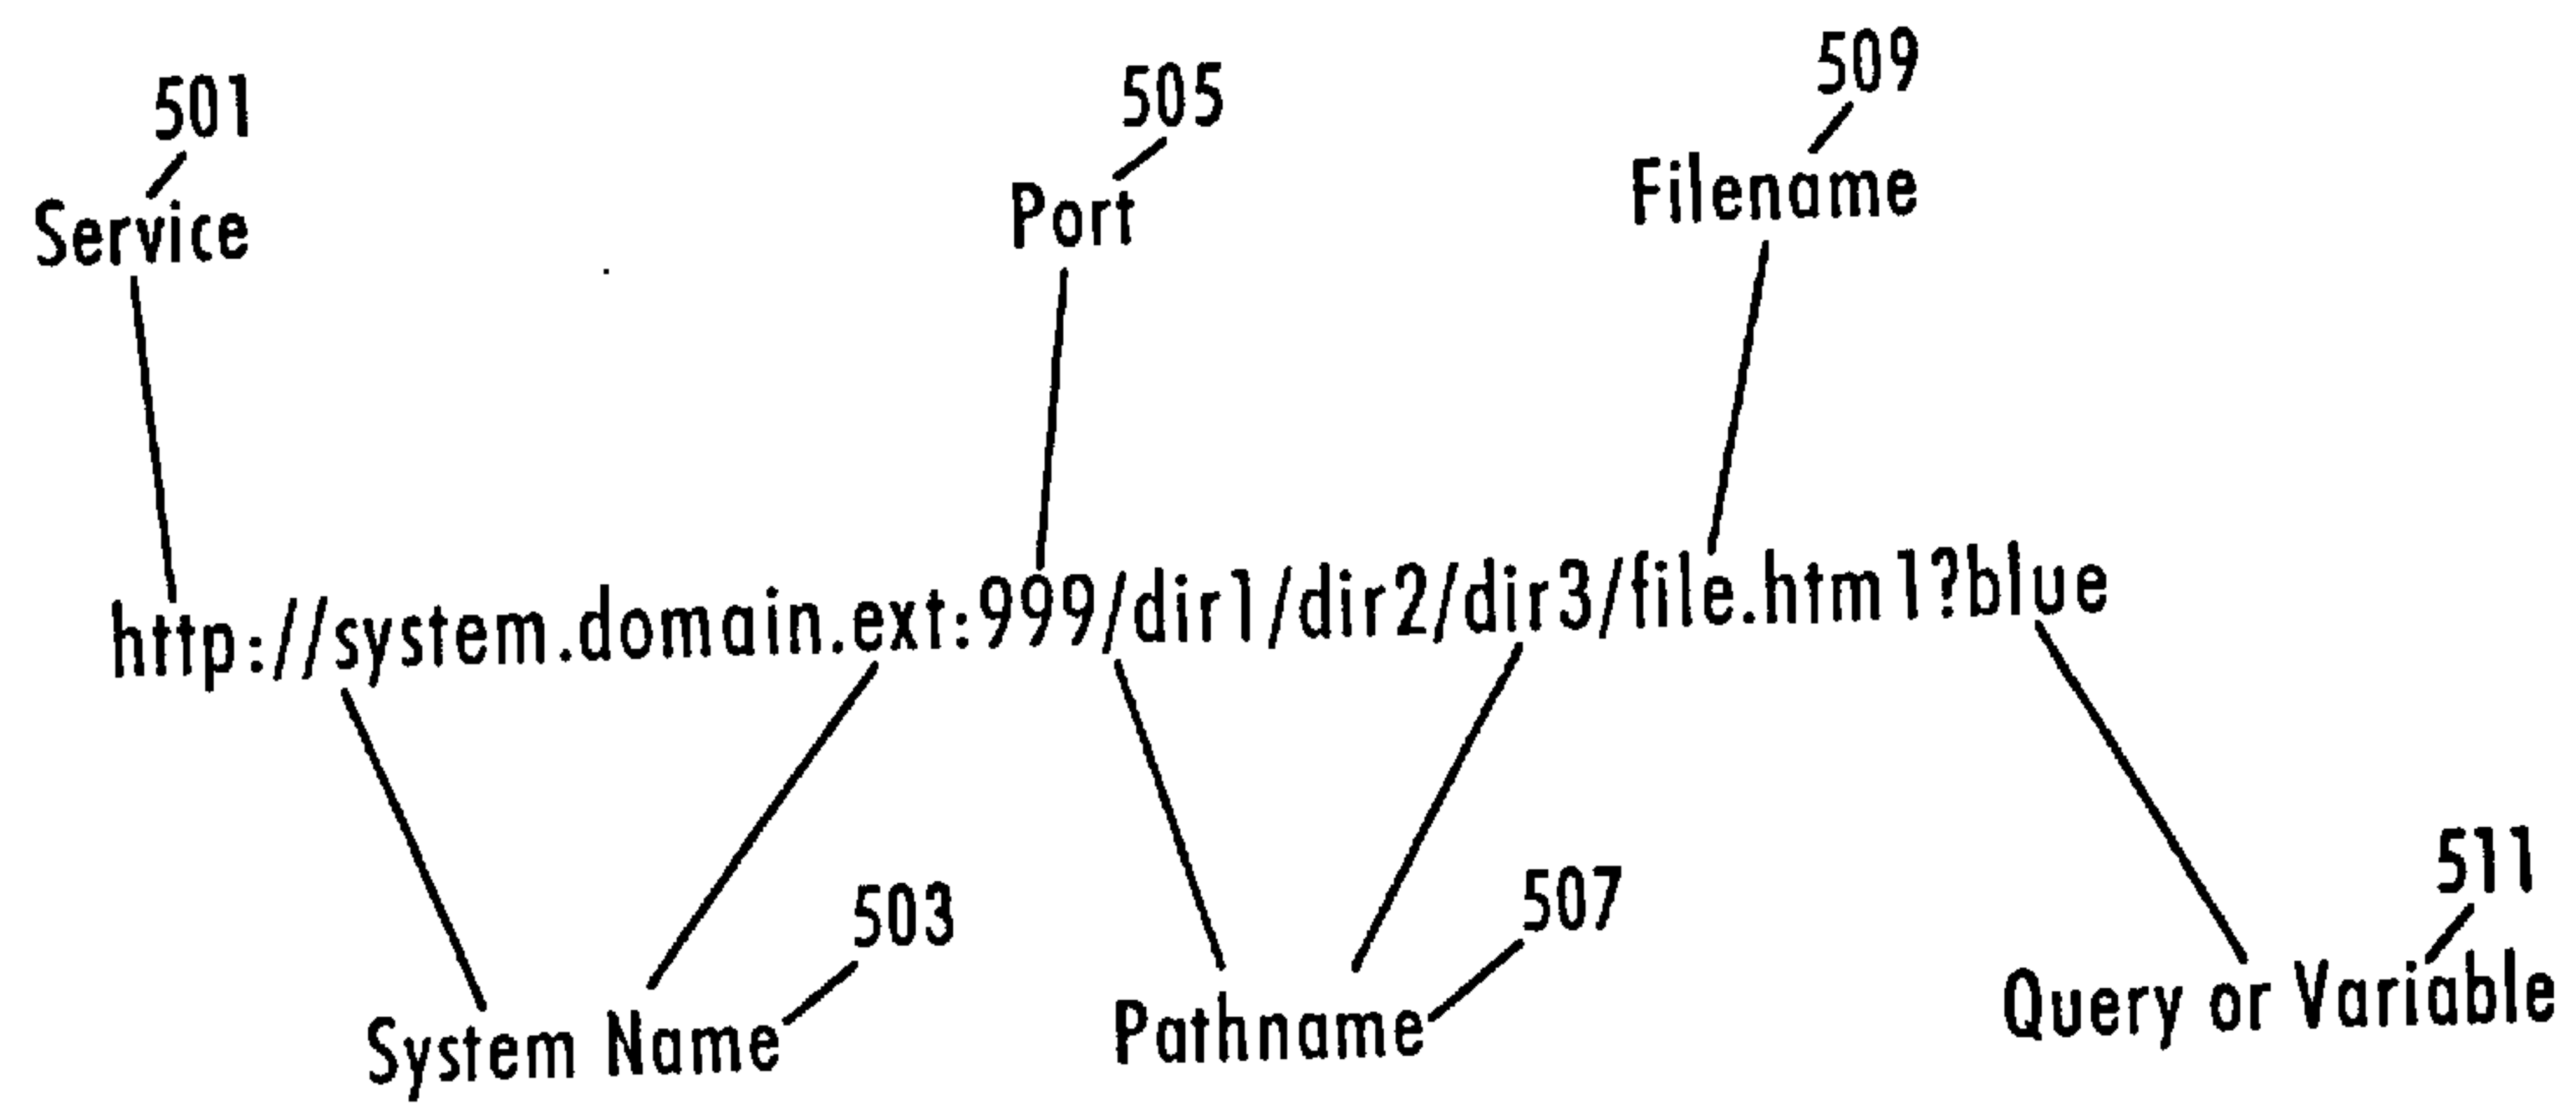 501
505
509
Service
Port
Filename
http://system.domain.ext:999/dir1/dir2/dir3/file.html?blue
503
507
511
System Name
Pathname
Query or Variable